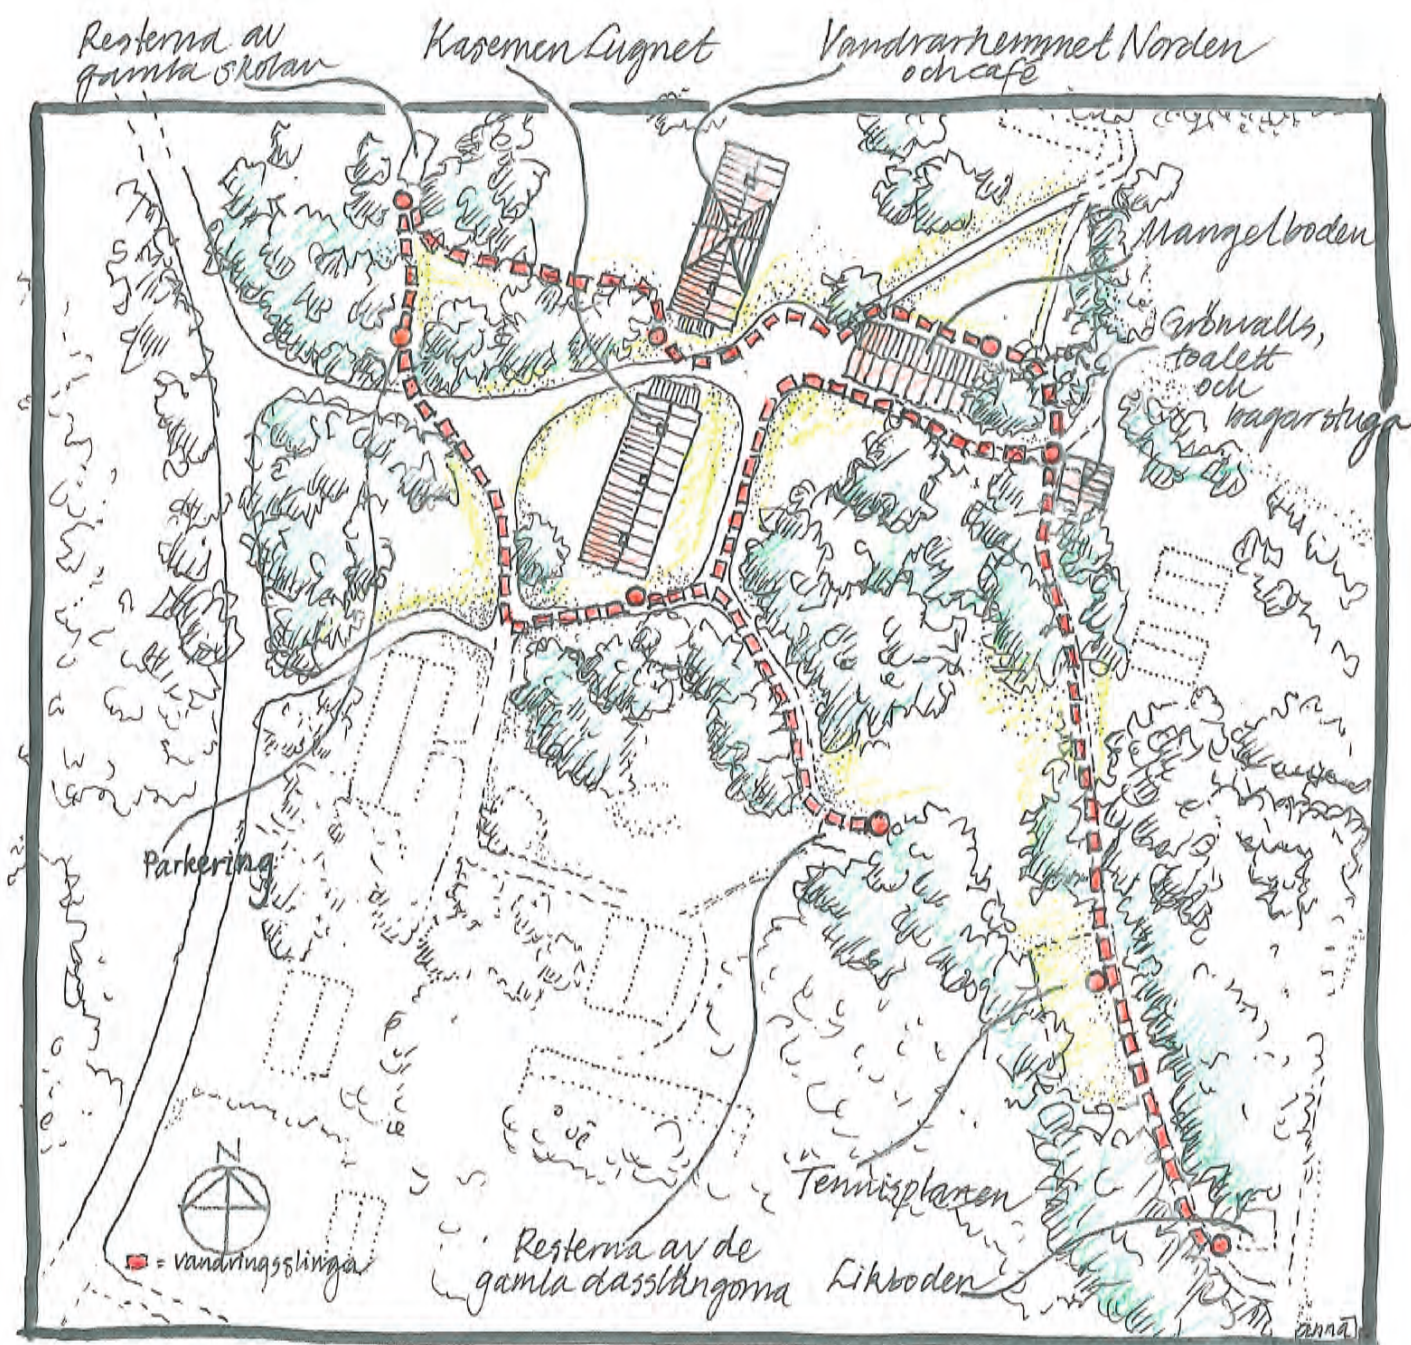 Resterna av
gamla skolan
Kasernen Lugnet
Vandrarhemmet Norden
och café
Mangelboden
Grönvalls,
toalett
och
bagarstuga
Parkering
N
= vandringsslinga
Tennisplanen
Resterna av de
gamla dasslängorna
Likboden
anna